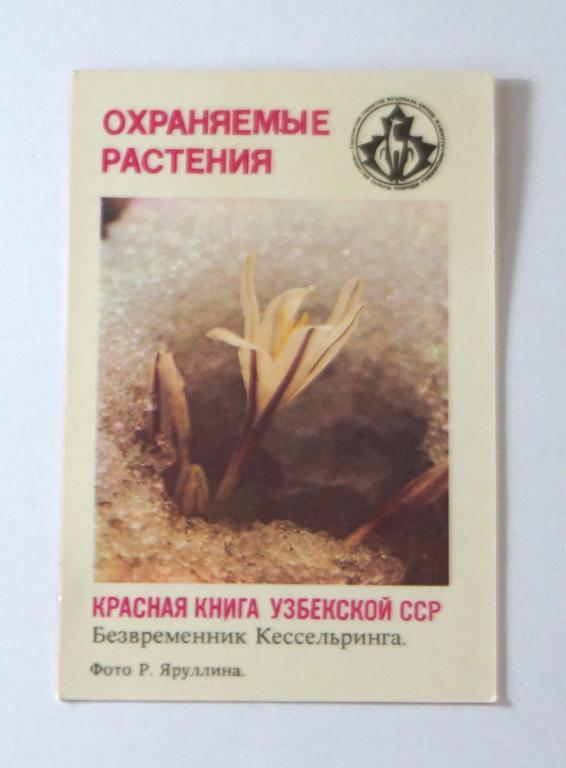 ОХРАНЯЕМЫЕ
РАСТЕНИЯ
КРАСНАЯ КНИГА УЗБЕКСКОЙ ССР
Безвременник Кессельринга.
Фото Р. Яруллина.